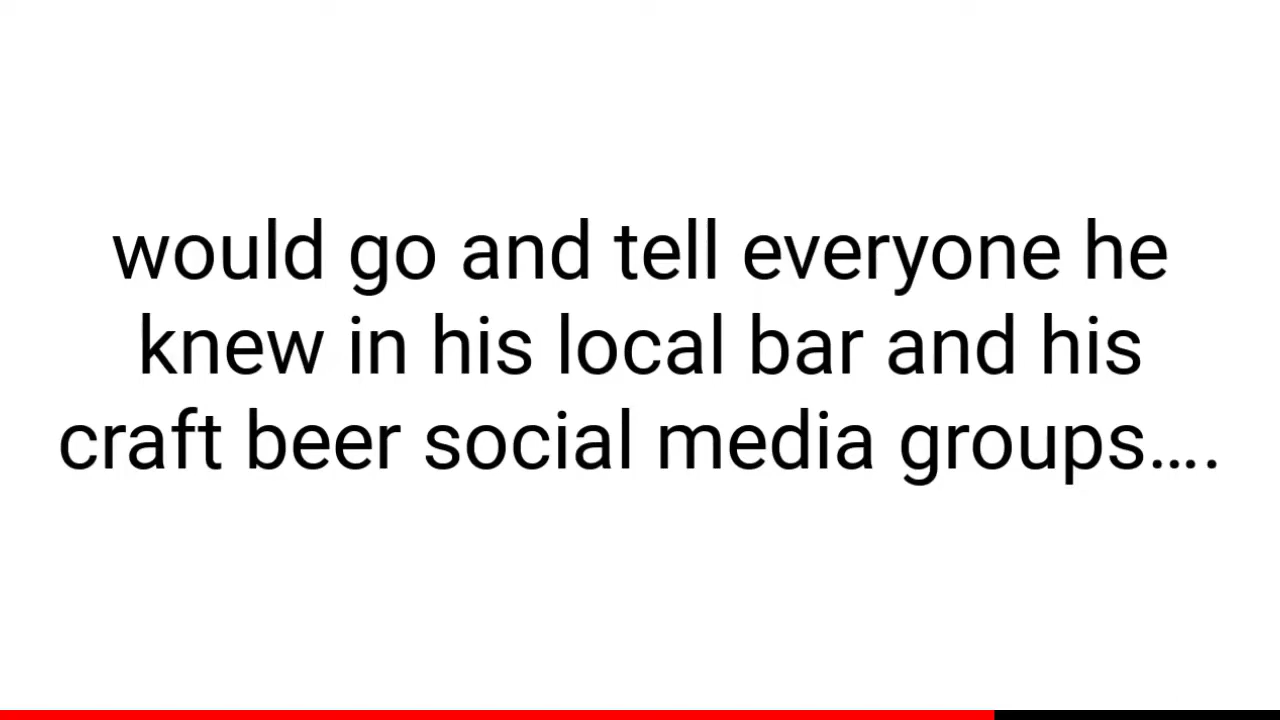 would go and tell everyone he
knew in his local bar and his
craft beer social media groups....